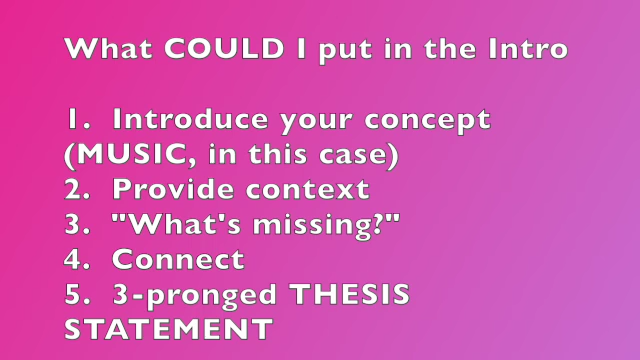 What COULD I put in the Intro
1. Introduce your concept
(MUSIC, in this case)
2. Provide context
3. "What's missing?"
4. Connect
5. 3-pronged THESIS
STATEMENT